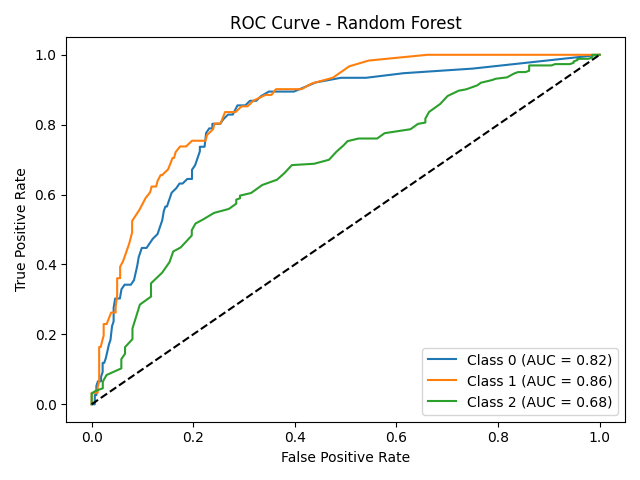 ROC Curve - Random Forest
True Positive Rate
1.0
0.8
0.6
0.4
0.2
0.0
0.0 0.2 0.4 0.6 0.8 1.0
False Positive Rate
Class 0 (AUC = 0.82)
Class 1 (AUC = 0.86)
Class 2 (AUC = 0.68)